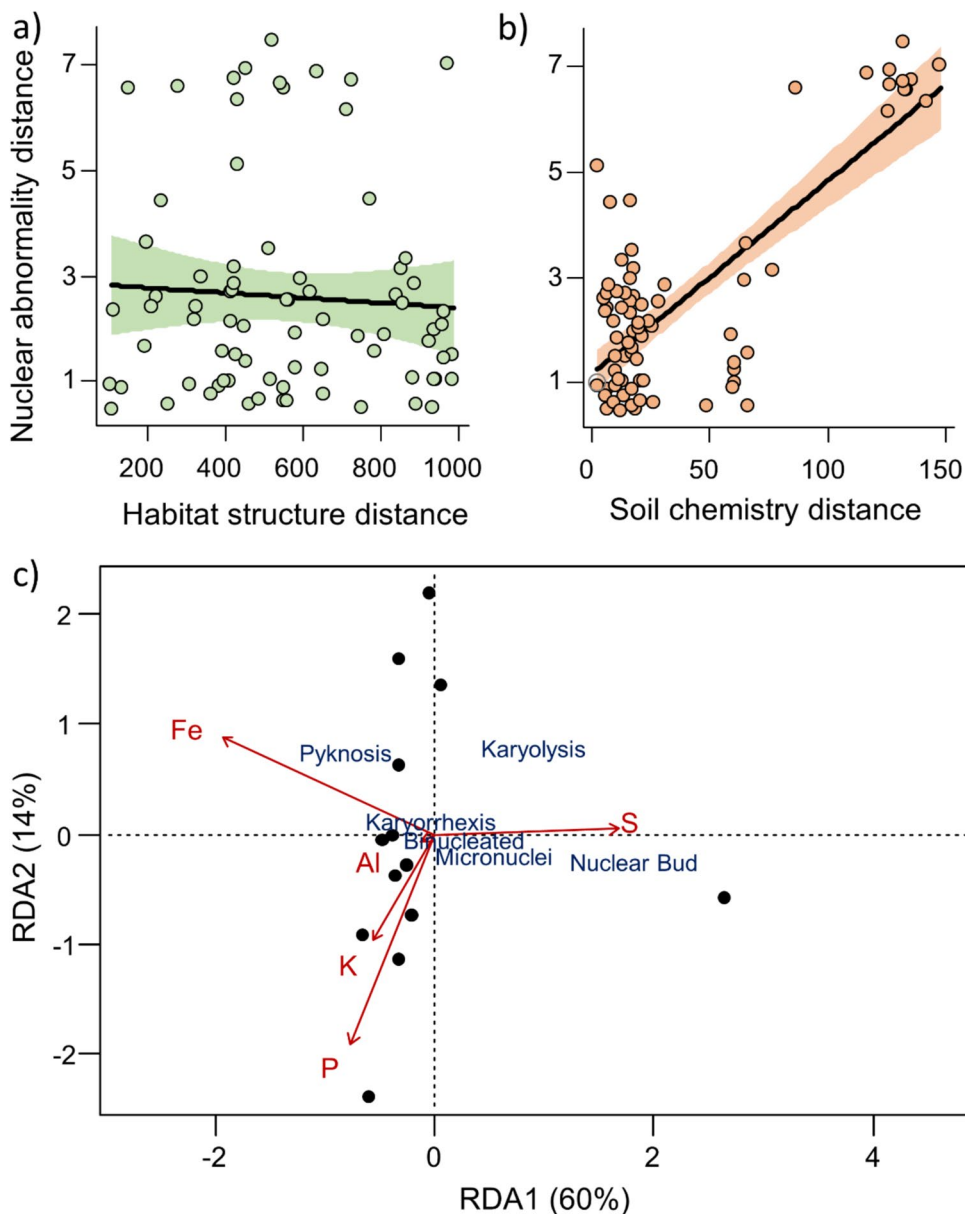 a)
b)
Nuclear abnormality distance
7
5
3
1
200 400 600 800 1000
Habitat structure distance
7
5
3
1
0 50 100 150
Soil chemistry distance
c)
RDA2 (14%)
2
1
0
-1
-2
Fe
Pyknosis
Karyolysis
Karyorrhexis
S
Binucleated
Al
Micronuclei
Nuclear Bud
K
P
-2 0 2 4
RDA1 (60%)